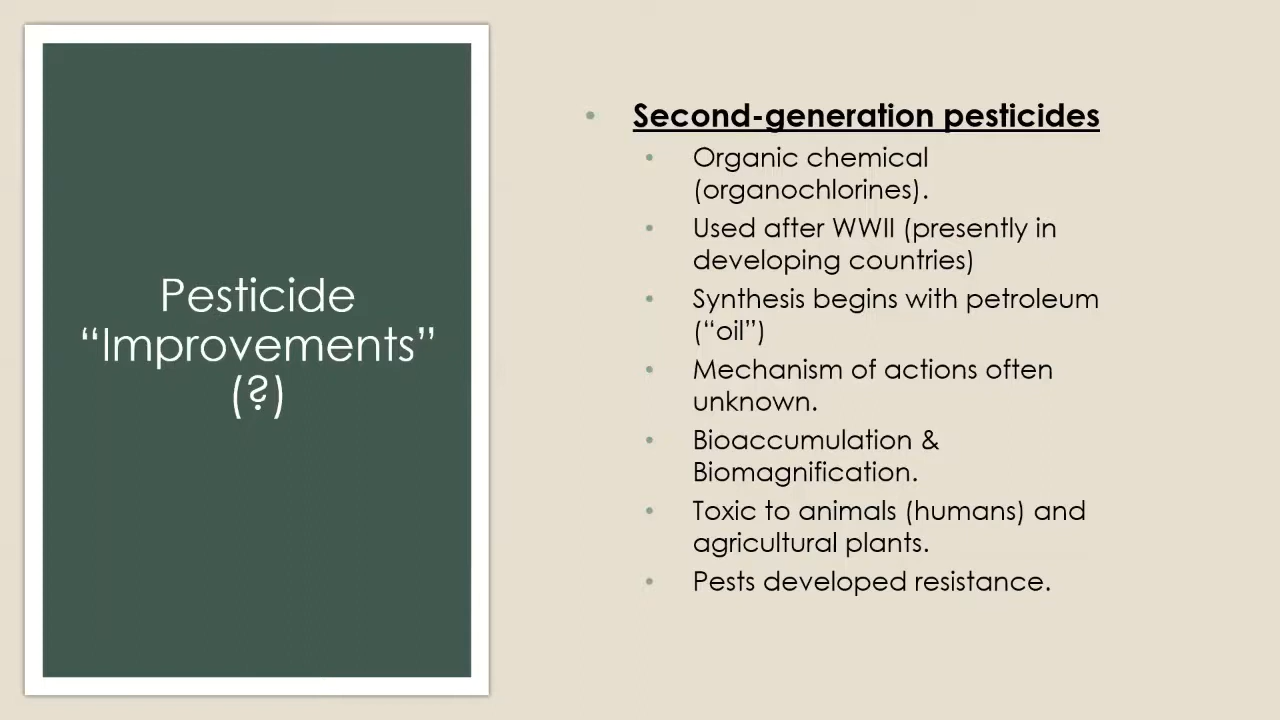 Pesticide
“Improvements”
(?)
• Second-generation pesticides
• Organic chemical
(organochlorines).
• Used after WWII (presently in
developing countries)
• Synthesis begins with petroleum
(“oil”)
• Mechanism of actions often
unknown.
• Bioaccumulation &
Biomagnification.
• Toxic to animals (humans) and
agricultural plants.
• Pests developed resistance.